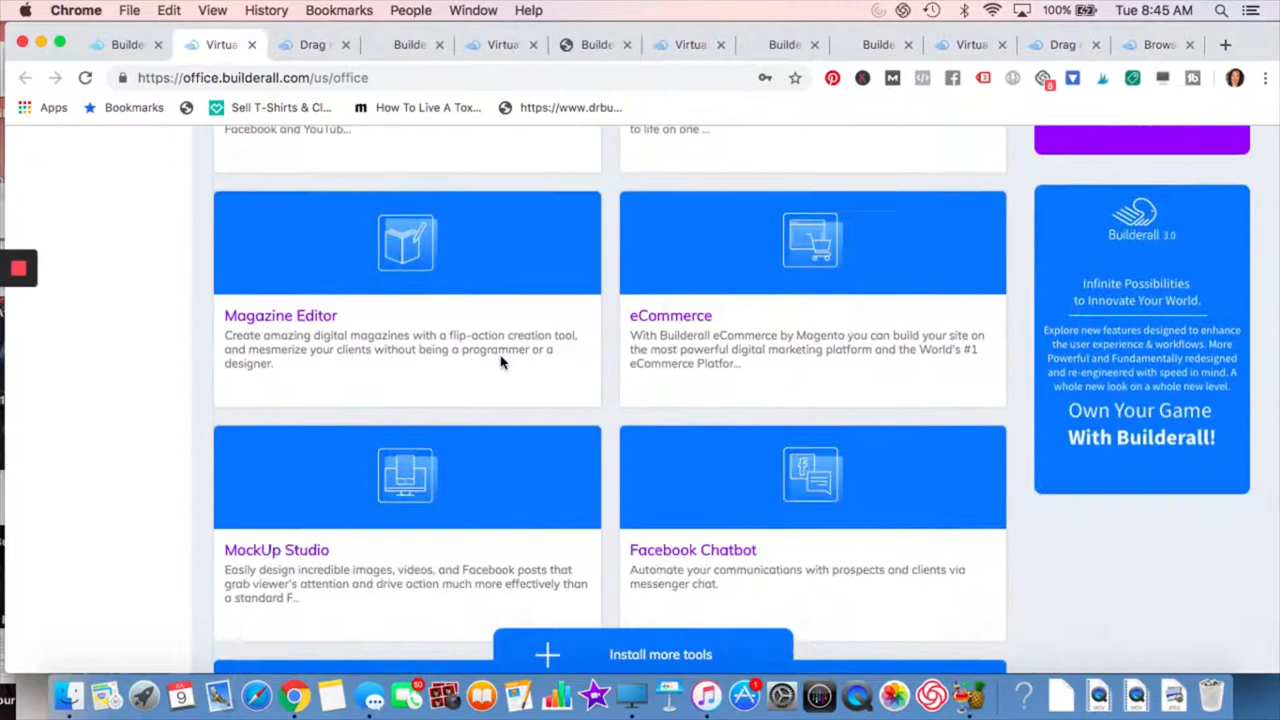 Chrome File Edit View History Bookmarks People Window Help 100% Tue 8:45 AM
Builde Virtua Drag Builde Virtua Builde Virtua Builde Builde Virtua Drag Brows
https://office.builderall.com/us/office
8
Apps Bookmarks Sell T-Shirts & Cl... How To Live A Tox... https://www.drbu...
Facebook and YouTub...
to life on one ...
Magazine Editor
Create amazing digital magazines with a flip-action creation tool,
and mesmerize your clients without being a programmer or a
designer.
eCommerce
With Builderall eCommerce by Magento you can build your site on
the most powerful digital marketing platform and the World's #1
eCommerce Platfor...
MockUp Studio
Easily design incredible images, videos, and Facebook posts that
grab viewer's attention and drive action much more effectively than
a standard F...
Facebook Chatbot
Automate your communications with prospects and clients via
messenger chat.
Builderall 3.0
Infinite Possibilities
to Innovate Your World.
Explore new features designed to enhance
the user experience & workflows. More
Powerful and Fundamentally redesigned
and re-engineered with speed in mind. A
whole new look on a whole new level.
Own Your Game
With Builderall!
Install more tools